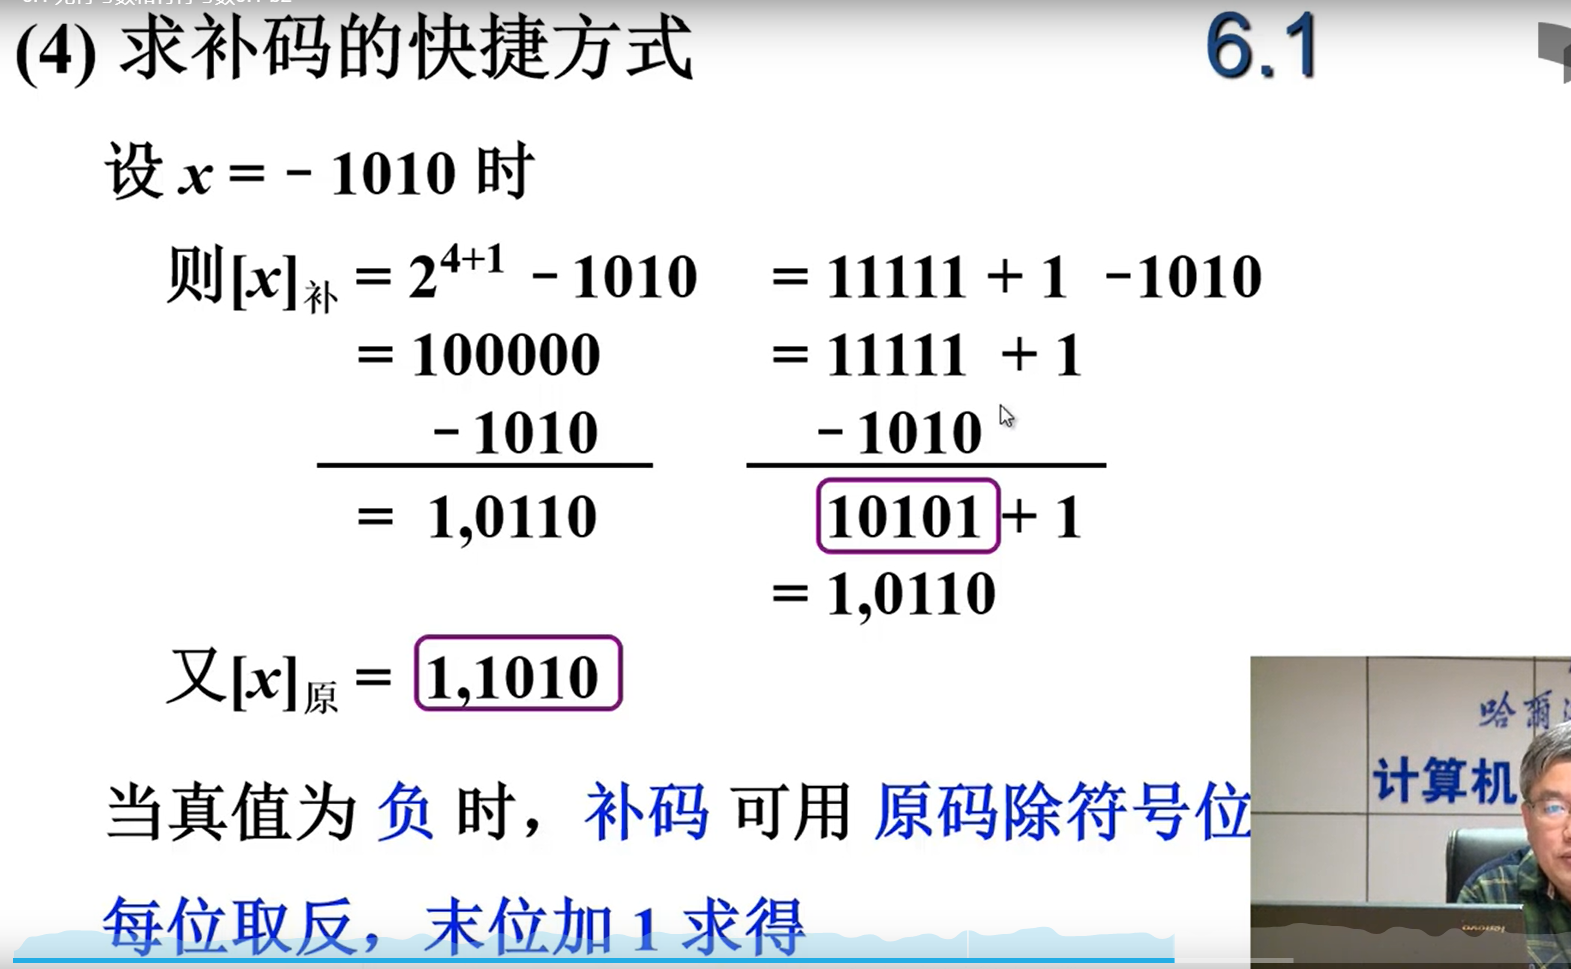 (4) 求补码的快捷方式
6.1
设 x = - 1010 时
则[x]补 = 2^{4+1} - 1010 = 11111 + 1 -1010
= 100000 = 11111 + 1
- 1010 - 1010
= 1,0110 10101 + 1
= 1,0110
又[x]原 = 1,1010
当真值为 负 时，补码 可用 原码除符号位
每位取反，末位加 1 求得
哈爾
计算机
lenovo